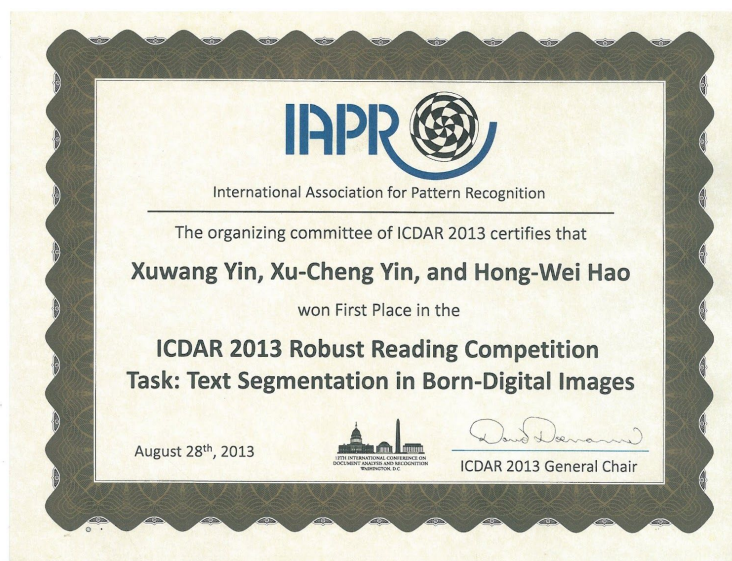 IAPR
International Association for Pattern Recognition
The organizing committee of ICDAR 2013 certifies that
Xuwang Yin, Xu-Cheng Yin, and Hong-Wei Hao
won First Place in the
ICDAR 2013 Robust Reading Competition
Task: Text Segmentation in Born-Digital Images
August 28th, 2013
12TH INTERNATIONAL CONFERENCE ON
DOCUMENT ANALYSIS AND RECOGNITION
WASHINGTON, D.C
David Doermann
ICDAR 2013 General Chair